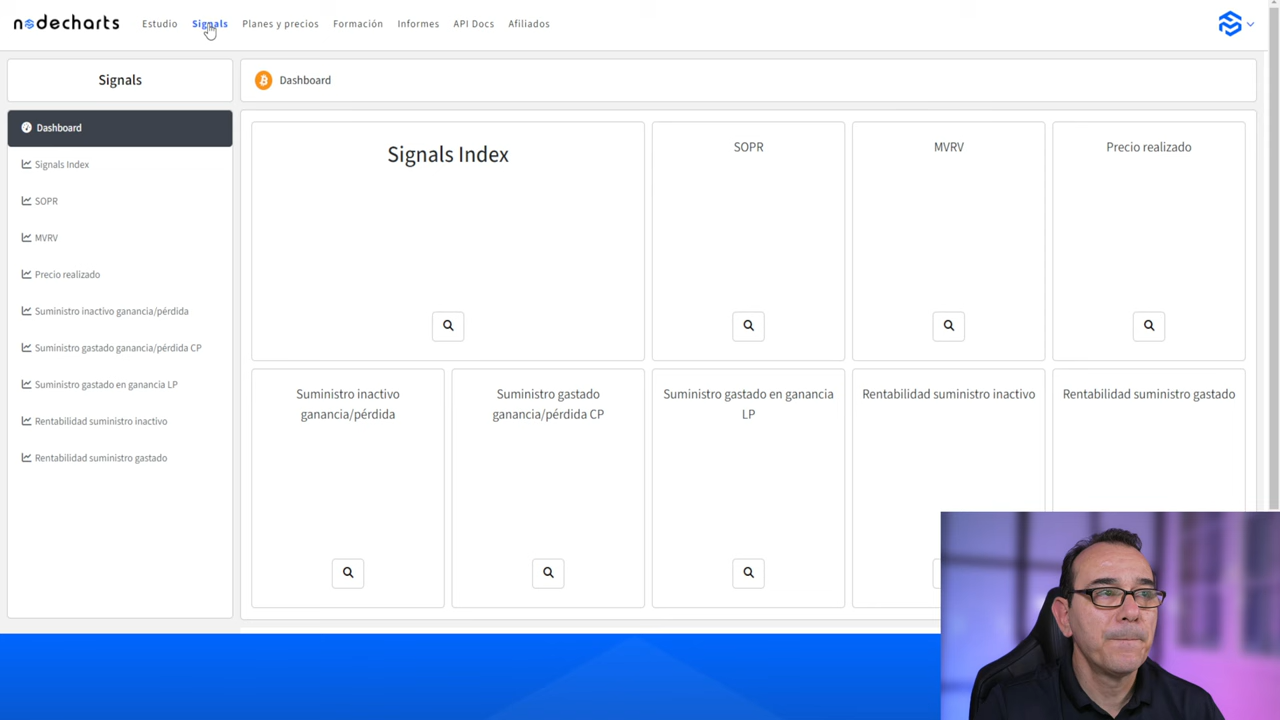 nodecharts
Estudio
Signals
Planes y precios
Formación
Informes
API Docs
Afiliados
Signals
Dashboard
Dashboard
Signals Index
SOPR
MVRV
Precio realizado
Suministro inactivo ganancia/pérdida
Suministro gastado ganancia/pérdida CP
Suministro gastado en ganancia LP
Rentabilidad suministro inactivo
Rentabilidad suministro gastado
Signals Index
SOPR
MVRV
Precio realizado
Suministro inactivo
ganancia/pérdida
Suministro gastado
ganancia/pérdida CP
Suministro gastado en ganancia
LP
Rentabilidad suministro inactivo
Rentabilidad suministro gastado